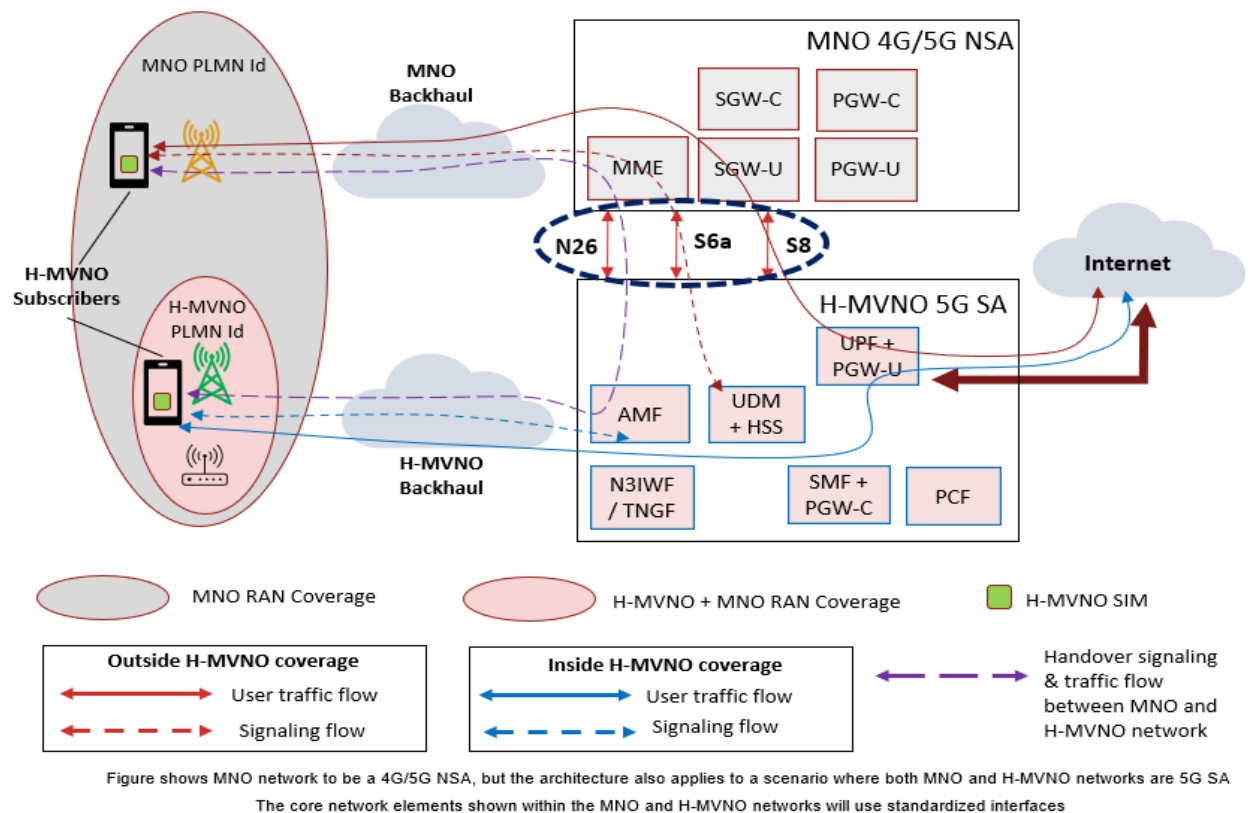 MNO 4G/5G NSA
MNO PLMN Id
MNO
Backhaul
SGW-C
PGW-C
MME
SGW-U
PGW-U
N26
S6a
S8
Internet
H-MVNO
Subscribers
H-MVNO
PLMN Id
H-MVNO 5G SA
UPF +
PGW-U
AMF
UDM
+ HSS
H-MVNO
Backhaul
N3IWF
/ TNGF
SMF +
PGW-C
PCF
MNO RAN Coverage
H-MVNO + MNO RAN Coverage
H-MVNO SIM
Outside H-MVNO coverage
User traffic flow
Signaling flow
Inside H-MVNO coverage
User traffic flow
Signaling flow
Handover signaling
& traffic flow
between MNO and
H-MVNO network
Figure shows MNO network to be a 4G/5G NSA, but the architecture also applies to a scenario where both MNO and H-MVNO networks are 5G SA
The core network elements shown within the MNO and H-MVNO networks will use standardized interfaces